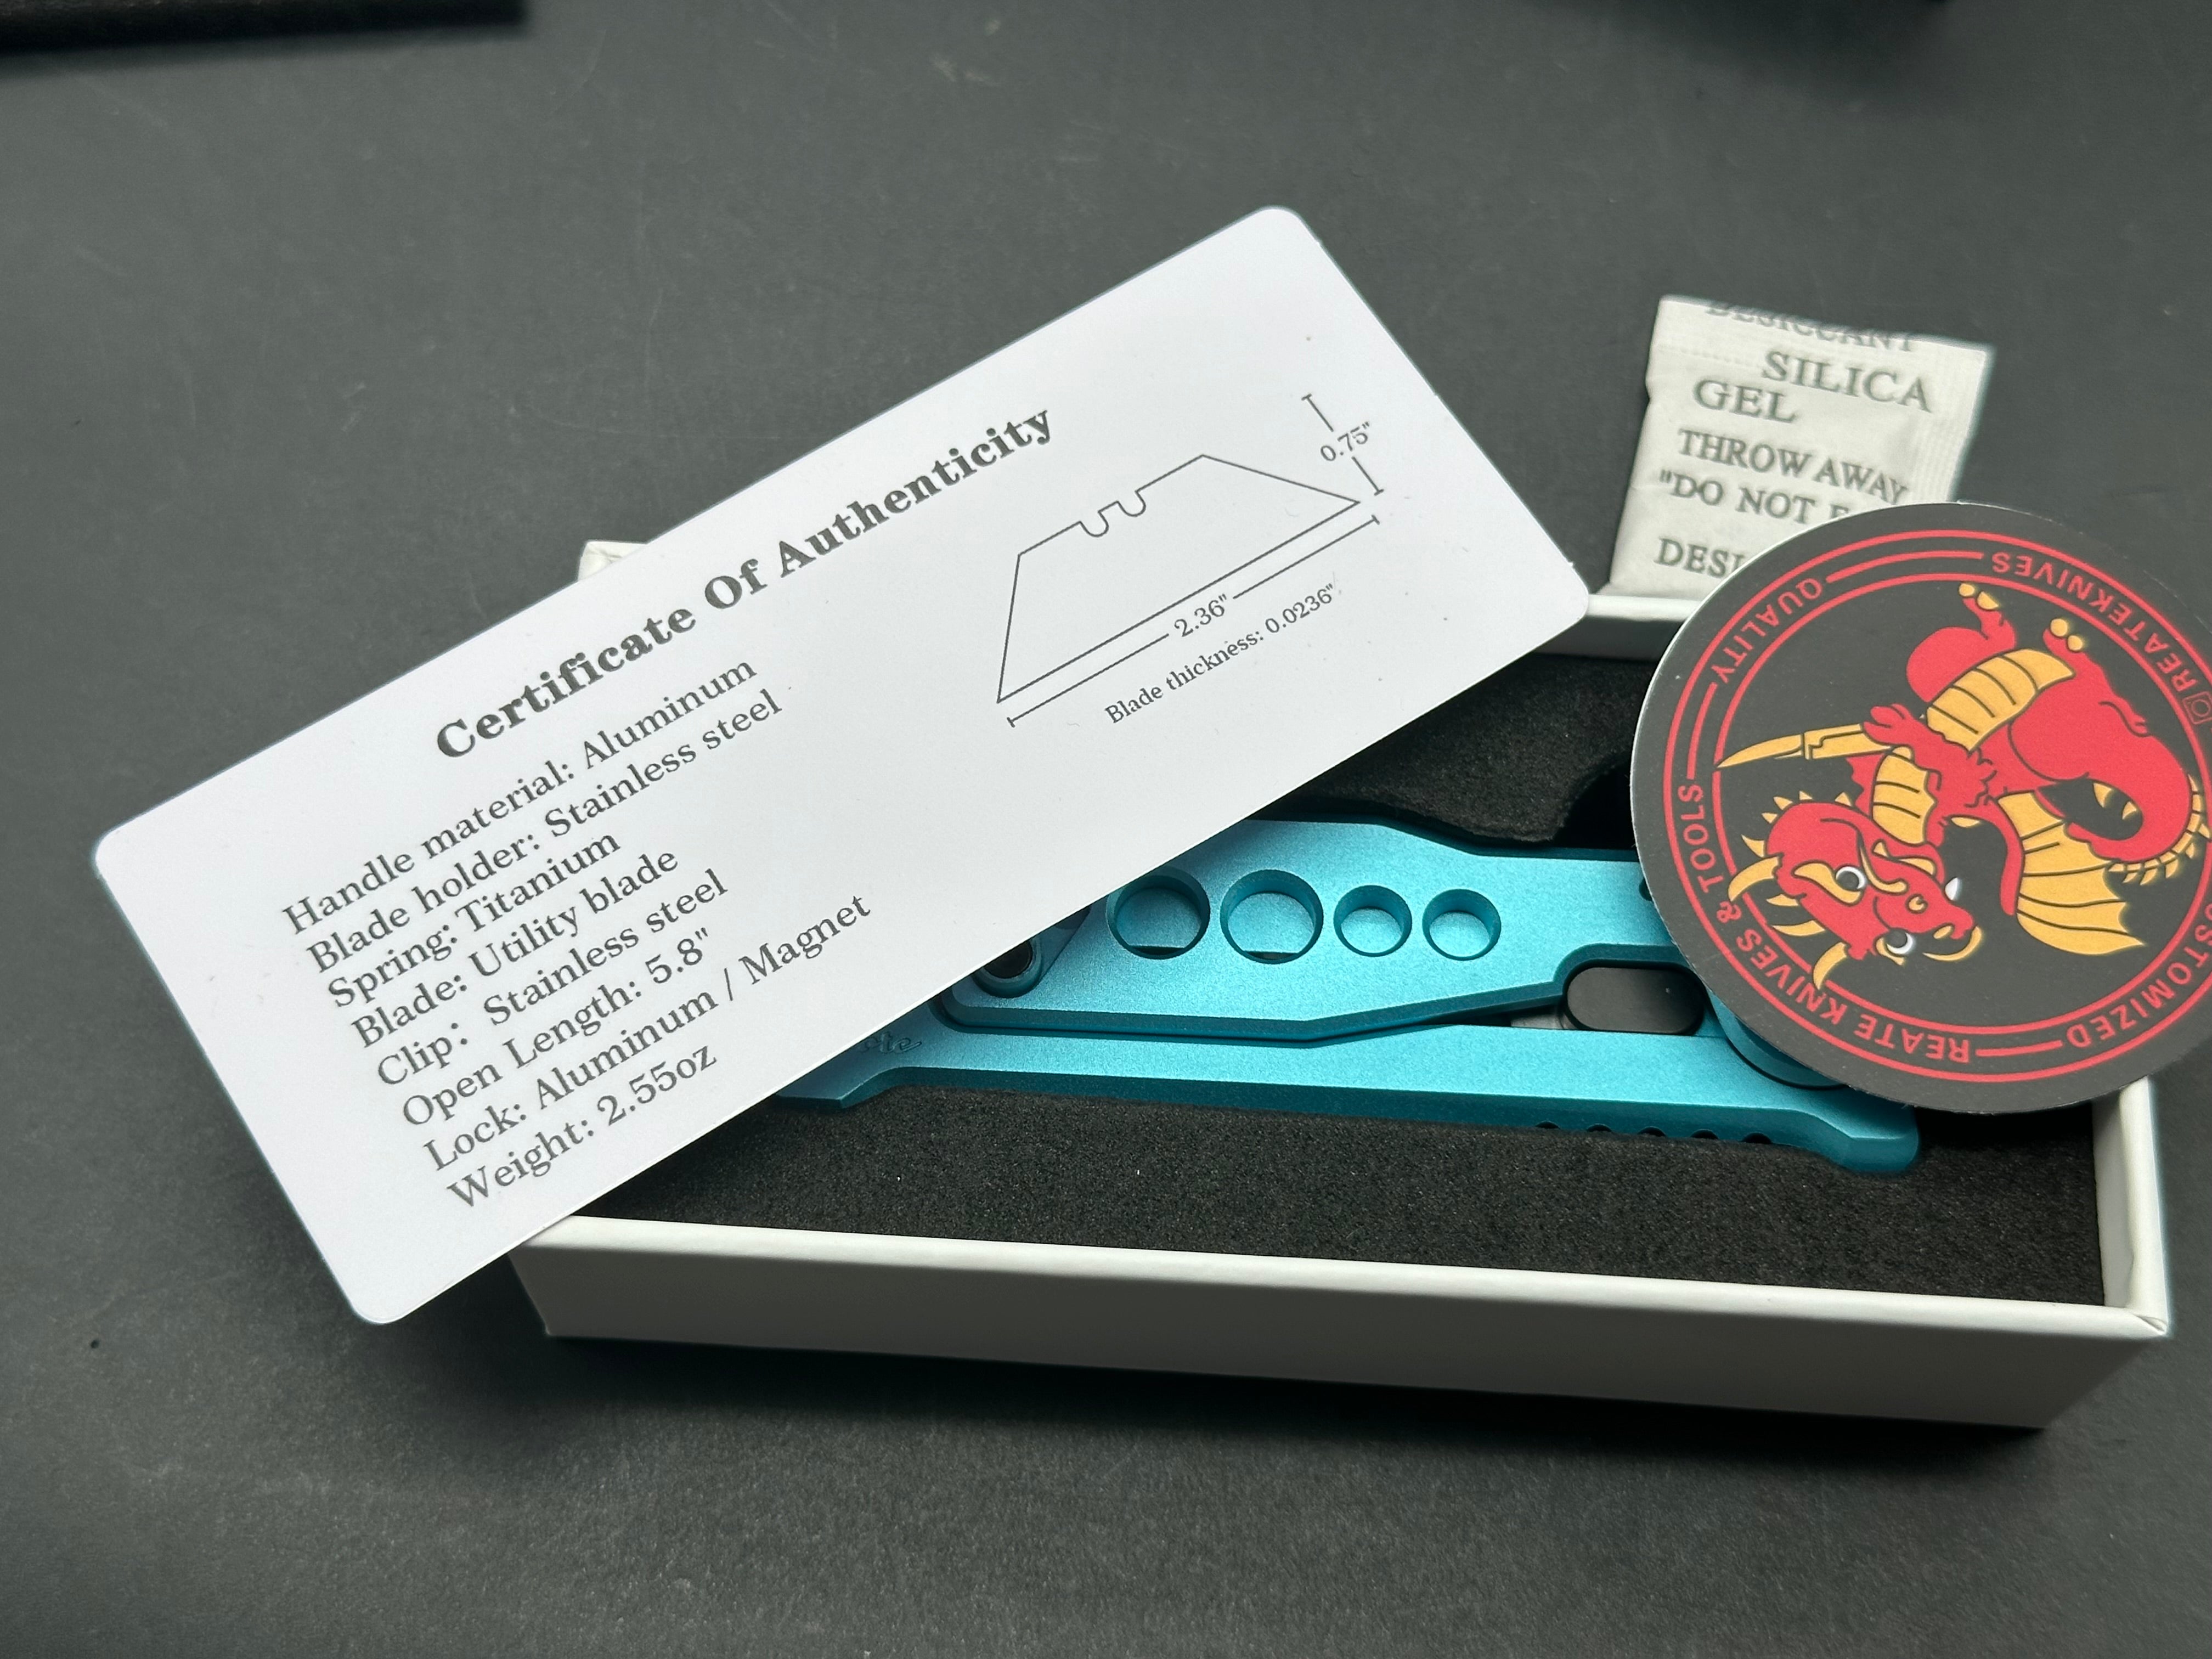 Certificate Of Authenticity
Handle material: Aluminum
Blade holder: Stainless steel
Spring: Titanium
Blade: Utility blade
Clip: Stainless steel
Open Length: 5.8"
Lock: Aluminum / Magnet
Weight: 2.55oz
0.75"
2.36"
Blade thickness: 0.0236"
DESICCANT
SILICA
GEL
THROW AWAY
"DO NOT
QUALITY
REATEKNIVES
REATE KNIVES & TOOLS